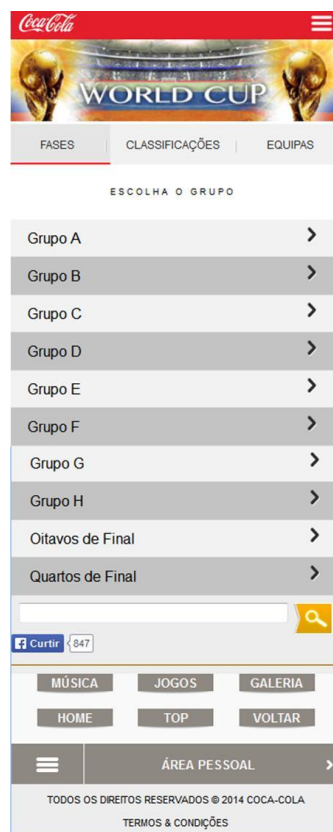 Coca-Cola
WORLD CUP
FASES CLASSIFICAÇÕES EQUIPAS
ESCOLHA O GRUPO
Grupo A
Grupo B
Grupo C
Grupo D
Grupo E
Grupo F
Grupo G
Grupo H
Oitavos de Final
Quartos de Final
Curtir 847
MÚSICA JOGOS GALERIA
HOME TOP VOLTAR
ÁREA PESSOAL
TODOS OS DIREITOS RESERVADOS @ 2014 COCA-COLA
TERMOS & CONDIÇÕES